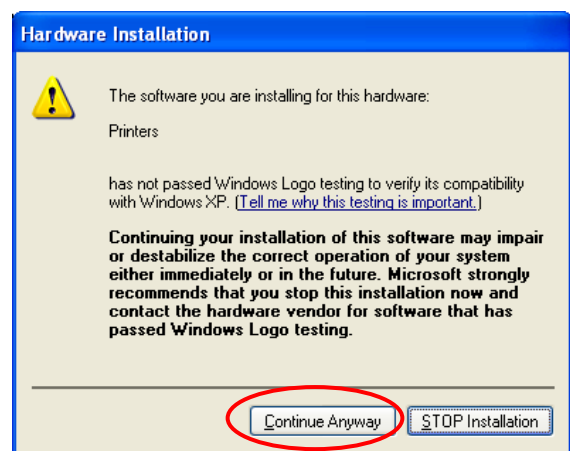 Hardware Installation
The software you are installing for this hardware:
Printers
has not passed Windows Logo testing to verify its compatibility
with Windows XP. (Tell me why this testing is important.)
Continuing your installation of this software may impair
or destabilize the correct operation of your system
either immediately or in the future. Microsoft strongly
recommends that you stop this installation now and
contact the hardware vendor for software that has
passed Windows Logo testing.
Continue Anyway
STOP Installation